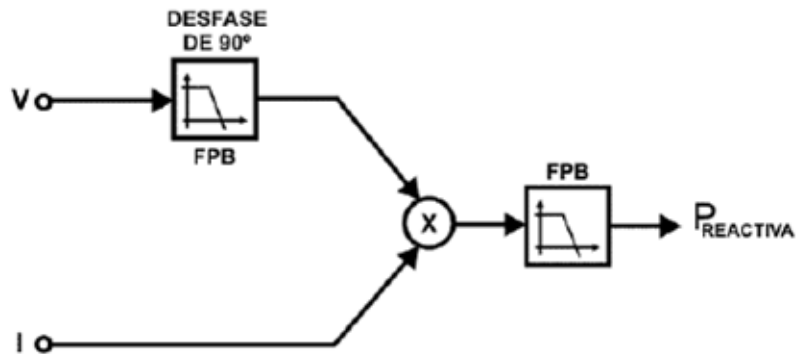 DESFASE
DE 90º
V
FPB
FPB
X
PREACTIVA
I